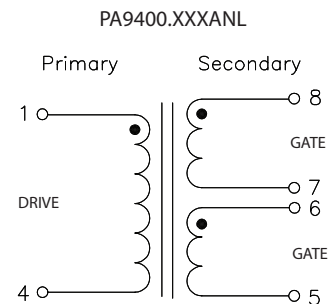 PA9400.XXXANL
Primary Secondary
1 8
GATE
7
DRIVE 6
GATE
4 5